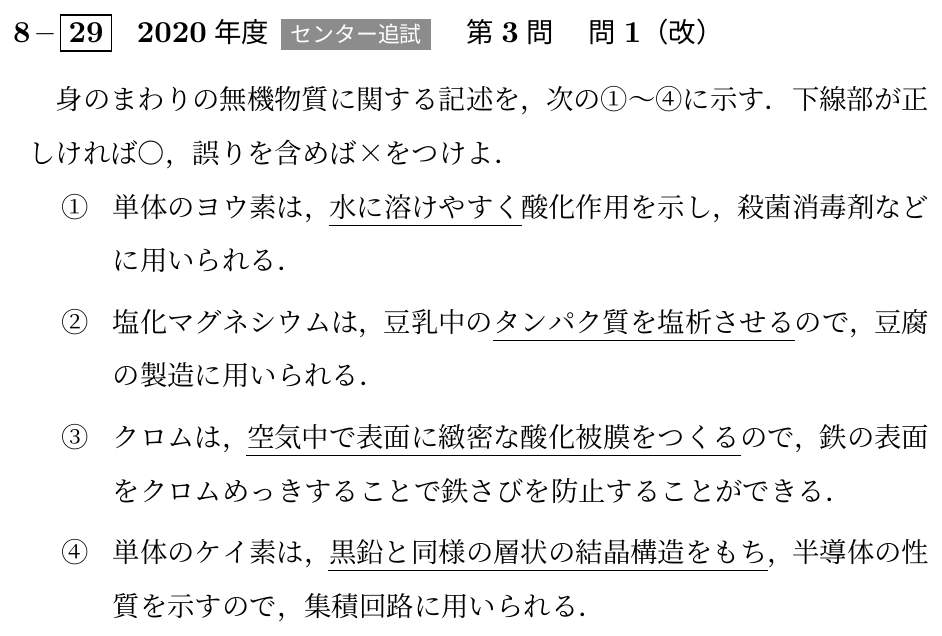 8－29 2020 年度 センター追試 第 3 問 問 1（改）
身のまわりの無機物質に関する記述を，次の①～④に示す．下線部が正
しければ○，誤りを含めば×をつけよ．
① 単体のヨウ素は，水に溶けやすく酸化作用を示し，殺菌消毒剤など
に用いられる．
② 塩化マグネシウムは，豆乳中のタンパク質を塩析させるので，豆腐
の製造に用いられる．
③ クロムは，空気中で表面に緻密な酸化被膜をつくるので，鉄の表面
をクロムめっきすることで鉄さびを防止することができる．
④ 単体のケイ素は，黒鉛と同様の層状の結晶構造をもち，半導体の性
質を示すので，集積回路に用いられる．